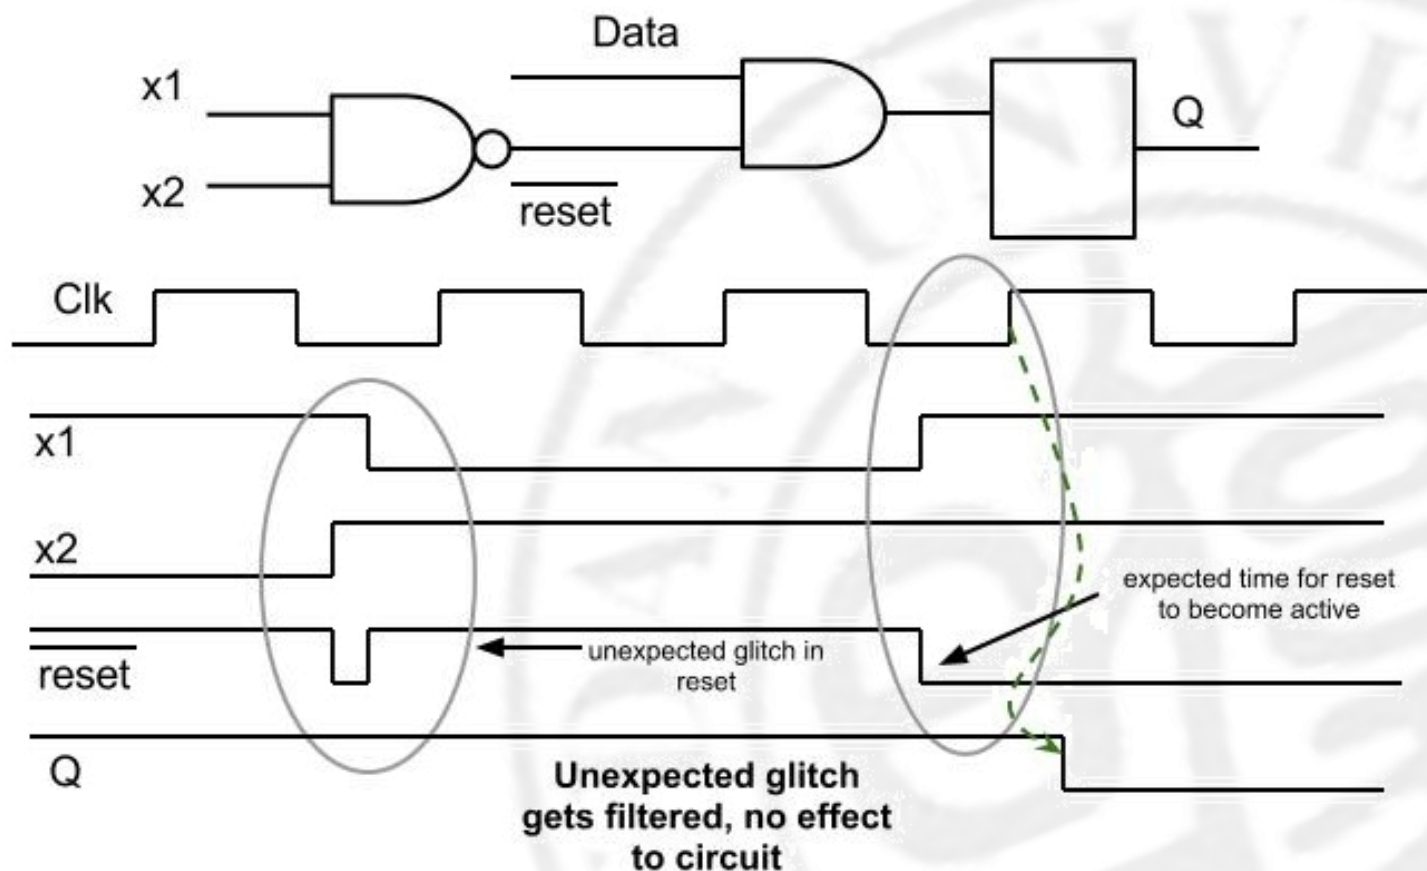 Data
x1
x2
reset
Q
Clk
x1
x2
expected time for reset
to become active
reset
unexpected glitch in
reset
Q
Unexpected glitch
gets filtered, no effect
to circuit